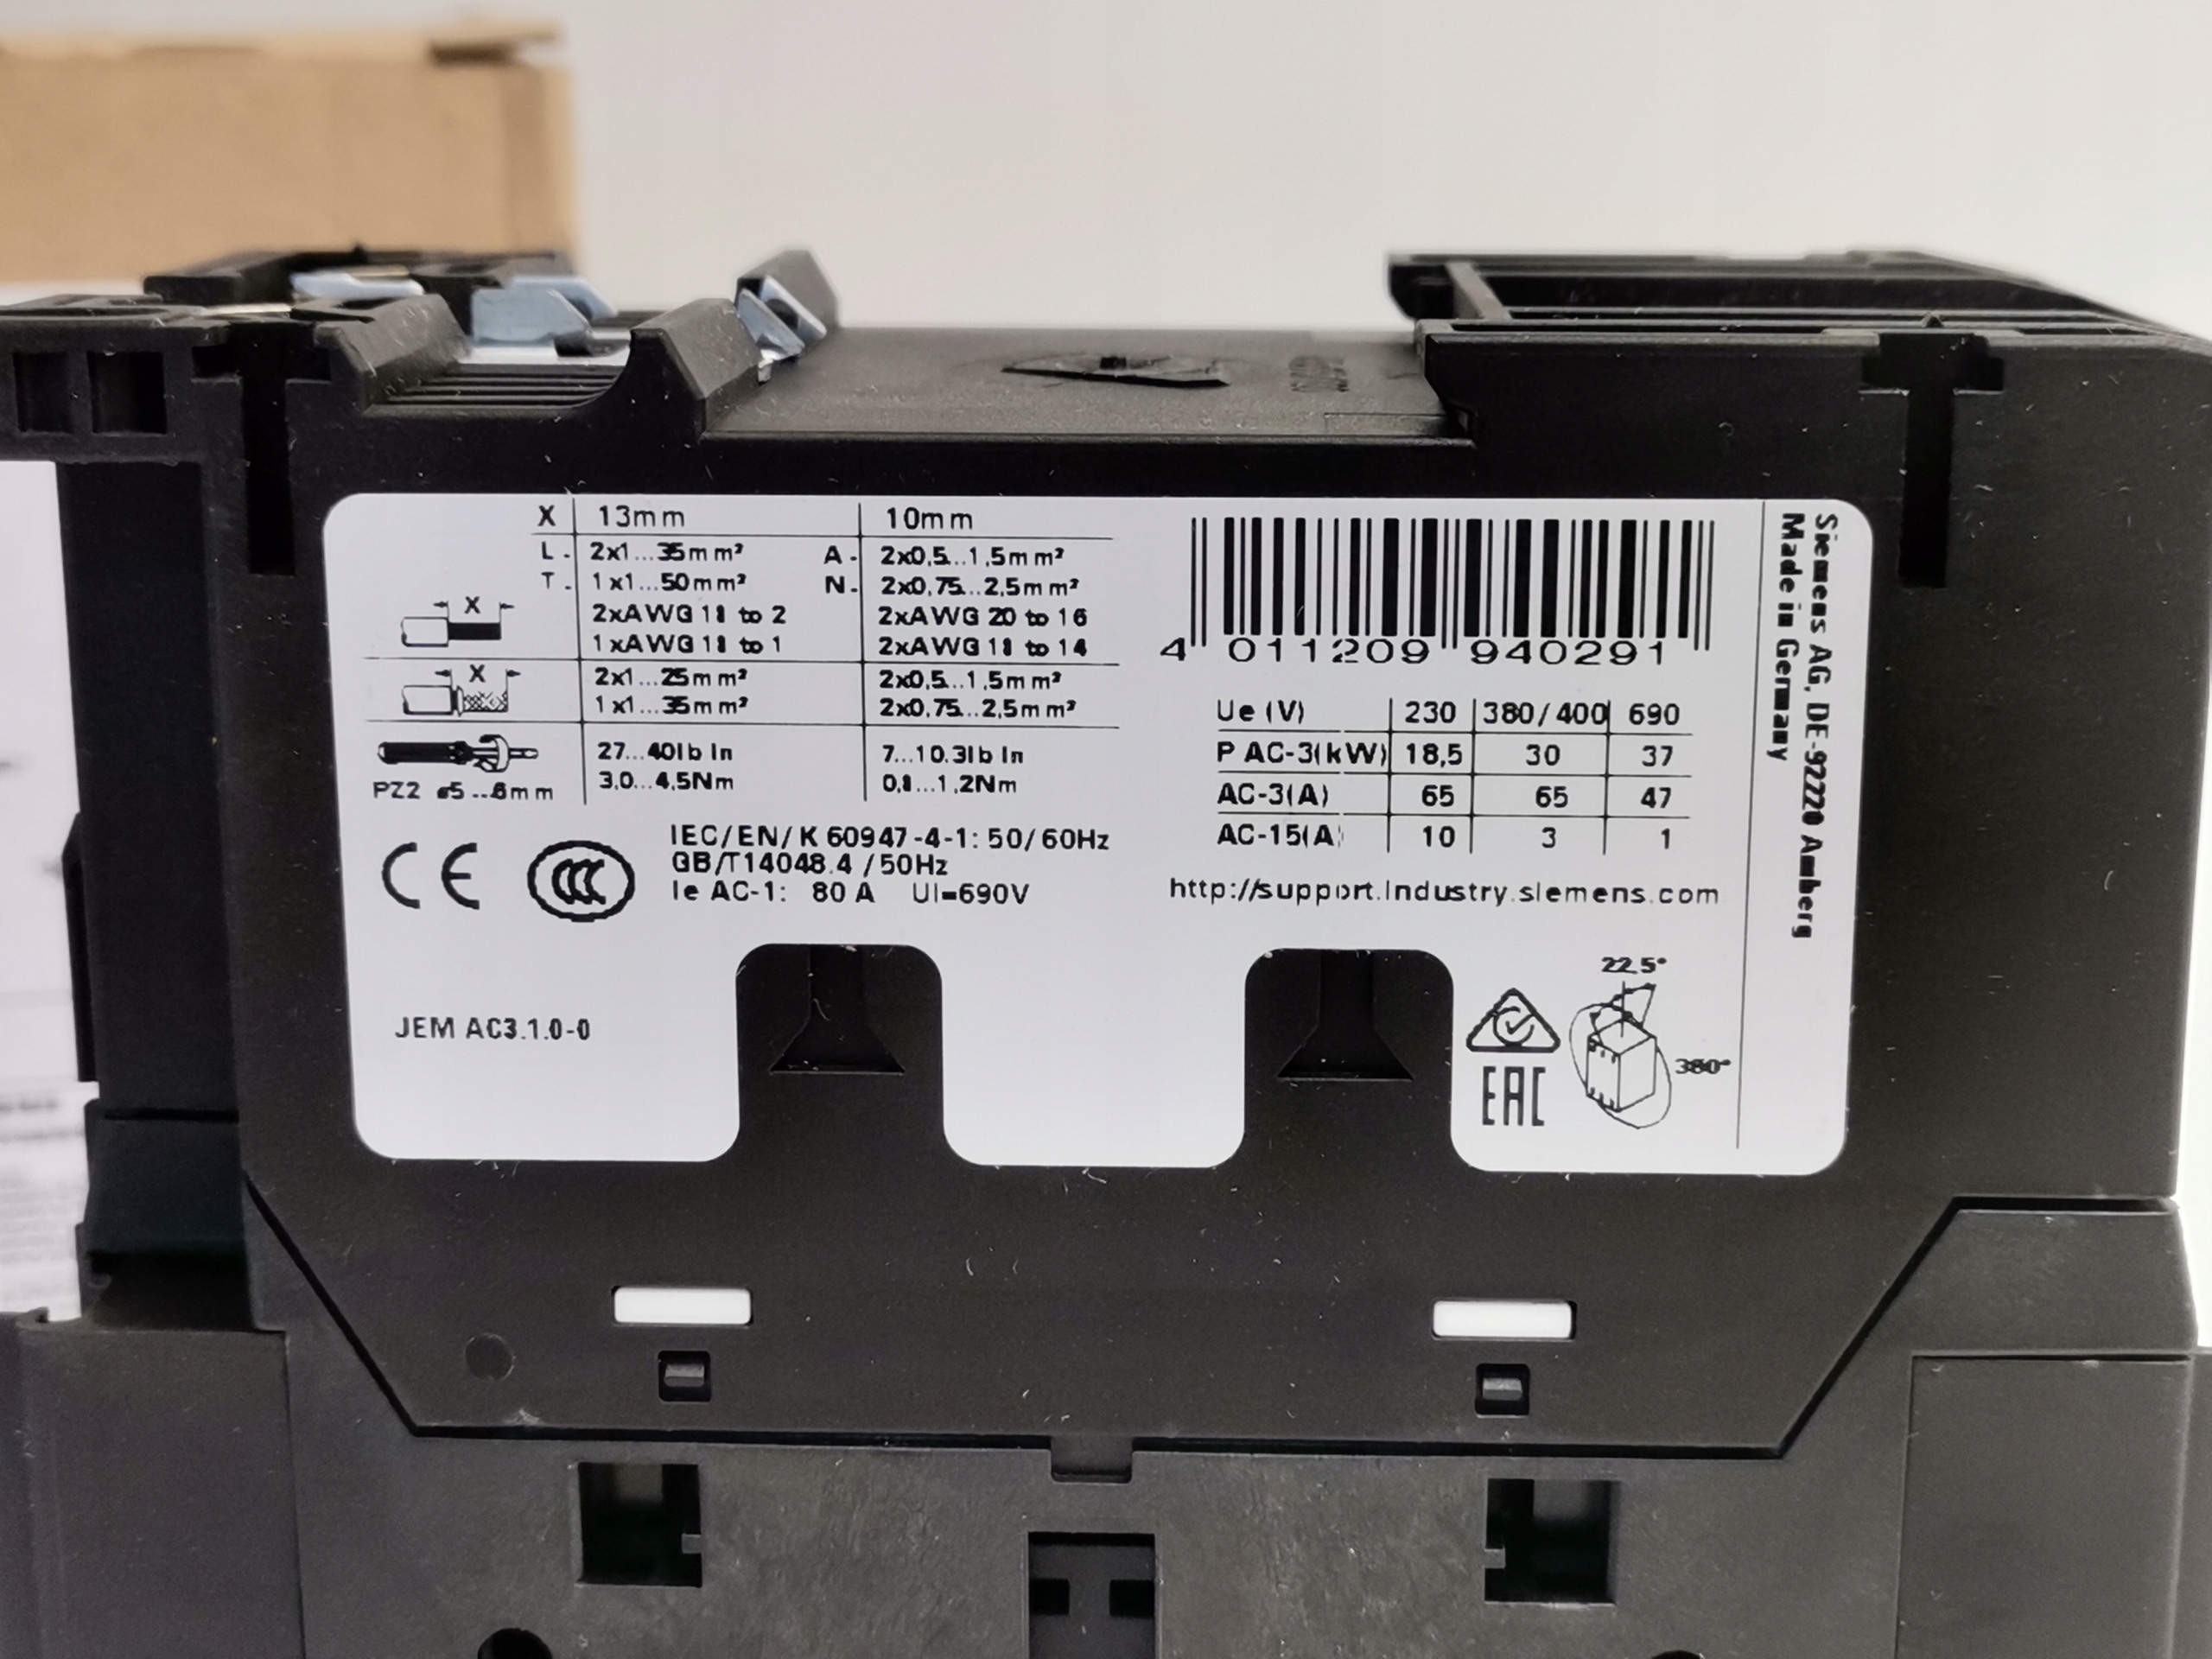 X 13mm 10mm
L - 2x1...35mm² A - 2x0,5...1,5mm²
T - 1x1...50mm² N - 2x0,75...2,5mm²
2xAWG 18 to 2 2xAWG 20 to 16
1xAWG 18 to 1 2xAWG 18 to 14
X 2x1...25mm² 2x0,5...1,5mm²
1x1...35mm² 2x0,75...2,5mm²
27...40lb in 7...10.3lb in
PZ2 ø5...6mm 3,0...4,5Nm 0,8...1,2Nm
X
CE CCC
IEC/EN/K 60947-4-1: 50/60Hz
GB/T14048.4 /50Hz
Ie AC-1: 80 A Ui=690V
JEM AC3.1.0-0
4 011209 940291
Ue (V) 230 380/400 690
P AC-3(kW) 18,5 30 37
AC-3(A) 65 65 47
AC-15(A) 10 3 1
http://support.industry.siemens.com
22.5°
360°
EAC
Siemens AG, DE-92220 Amberg
Made in Germany